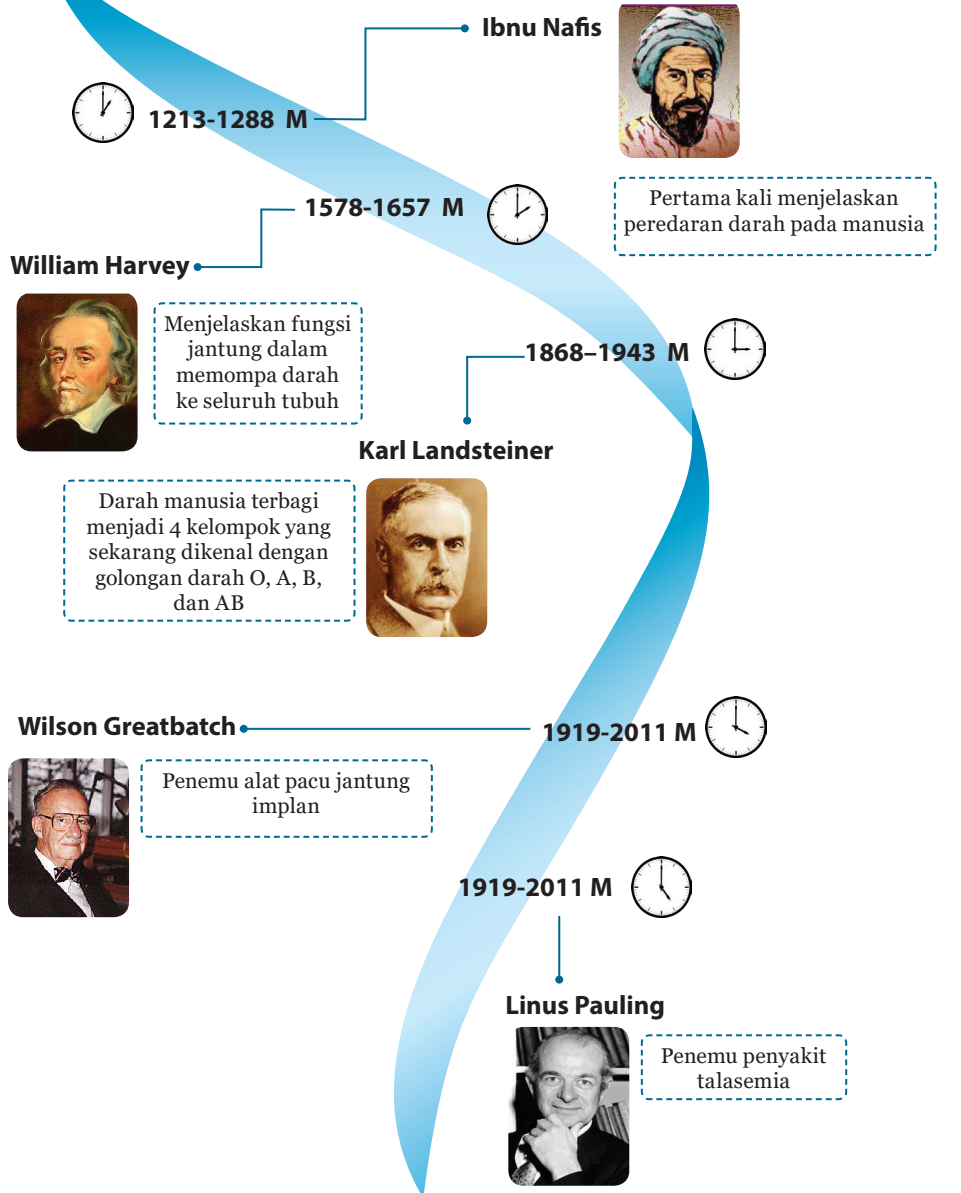 Ibnu Nafis
1213-1288 M
Pertama kali menjelaskan
peredaran darah pada manusia
1578-1657 M
William Harvey
Menjelaskan fungsi
jantung dalam
memompa darah
ke seluruh tubuh
1868–1943 M
Karl Landsteiner
Darah manusia terbagi
menjadi 4 kelompok yang
sekarang dikenal dengan
golongan darah O, A, B,
dan AB
Wilson Greatbatch
1919-2011 M
Penemu alat pacu jantung
implan
1919-2011 M
Linus Pauling
Penemu penyakit
talasemia